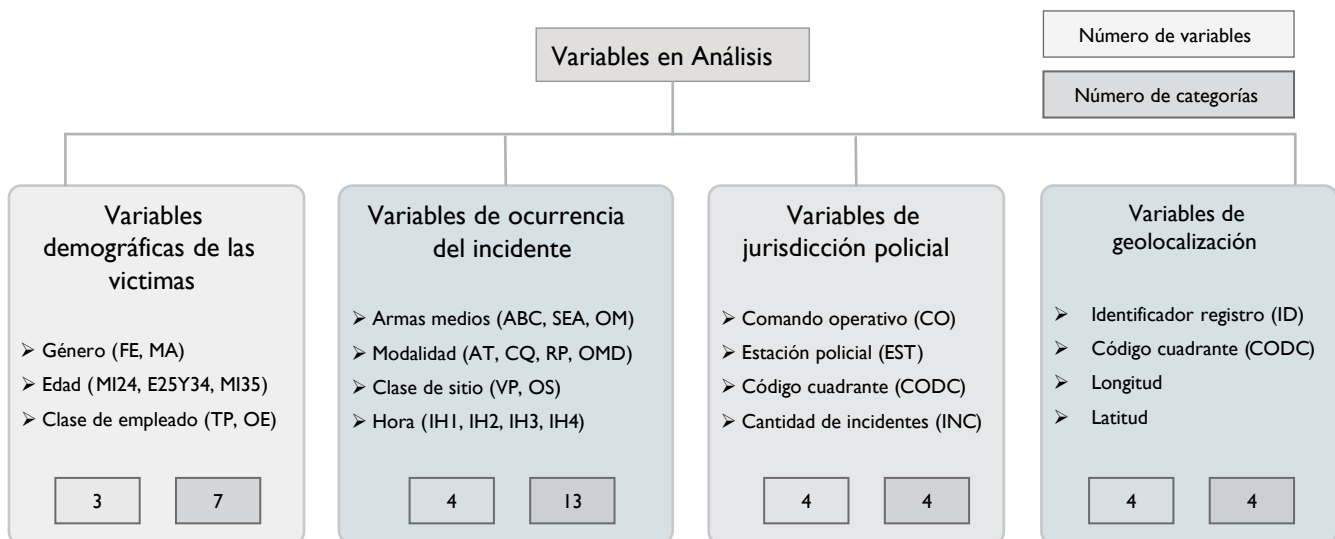 Variables en Análisis
Número de variables
Número de categorías
Variables
demográficas de las
victimas
➢ Género (FE, MA)
➢ Edad (MI24, E25Y34, MI35)
➢ Clase de empleado (TP, OE)
3
7
Variables de ocurrencia
del incidente
➢ Armas medios (ABC, SEA, OM)
➢ Modalidad (AT, CQ, RP, OMD)
➢ Clase de sitio (VP, OS)
➢ Hora (IH1, IH2, IH3, IH4)
4
13
Variables de
jurisdicción policial
➢ Comando operativo (CO)
➢ Estación policial (EST)
➢ Código cuadrante (CODC)
➢ Cantidad de incidentes (INC)
4
4
Variables de
geolocalización
➢ Identificador registro (ID)
➢ Código cuadrante (CODC)
➢ Longitud
➢ Latitud
4
4